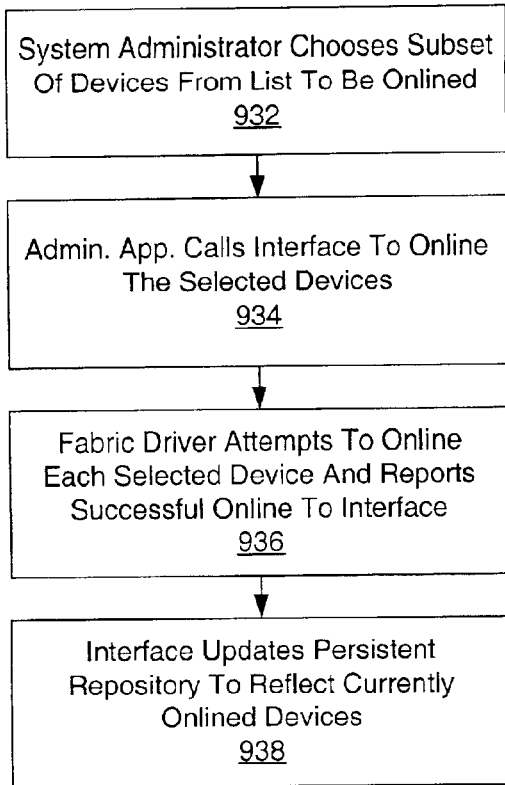 System Administrator Chooses Subset
Of Devices From List To Be Onlined
932
Admin. App. Calls Interface To Online
The Selected Devices
934
Fabric Driver Attempts To Online
Each Selected Device And Reports
Successful Online To Interface
936
Interface Updates Persistent
Repository To Reflect Currently
Onlined Devices
938